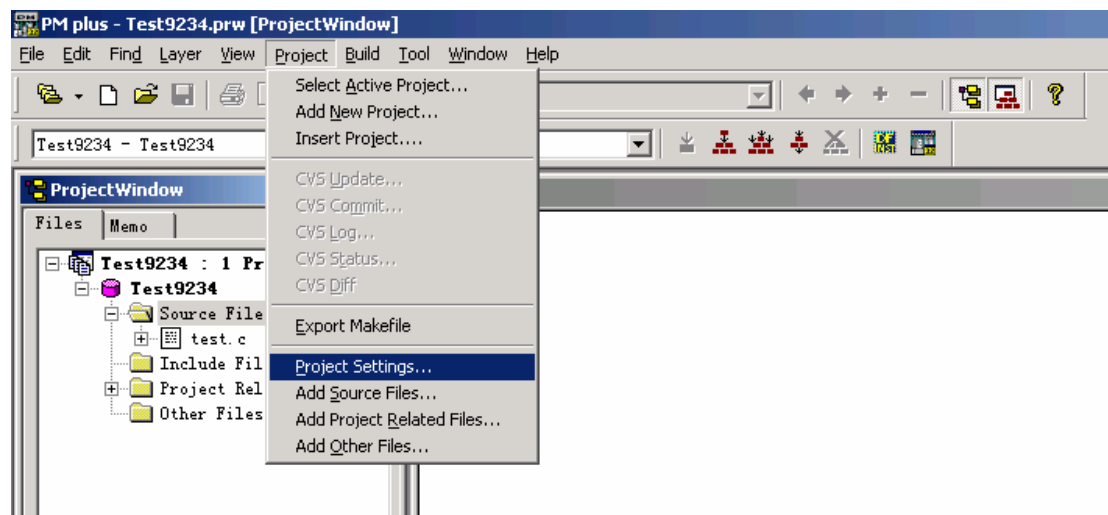 PM plus - Test9234.prw [ProjectWindow]
File Edit Find Layer View Project Build Tool Window Help
Select Active Project...
Add New Project...
Insert Project....
Test9234 - Test9234
CVS Update...
CVS Commit...
CVS Log...
CVS Status...
CVS Diff
Export Makefile
Project Settings...
Add Source Files...
Add Project Related Files...
Add Other Files...
ProjectWindow
Files Memo
Test9234 : 1 Pr
Test9234
Source File
test.c
Include Fil
Project Rel
Other Files